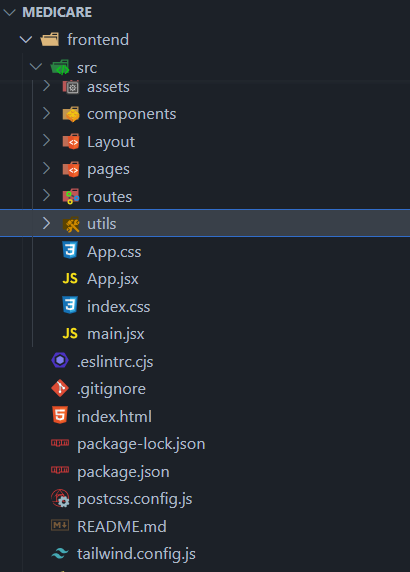 MEDICARE
frontend
src
assets
components
Layout
pages
routes
utils
App.css
JS App.jsx
index.css
JS main.jsx
.eslintrc.cjs
.gitignore
index.html
package-lock.json
package.json
postcss.config.js
README.md
tailwind.config.js